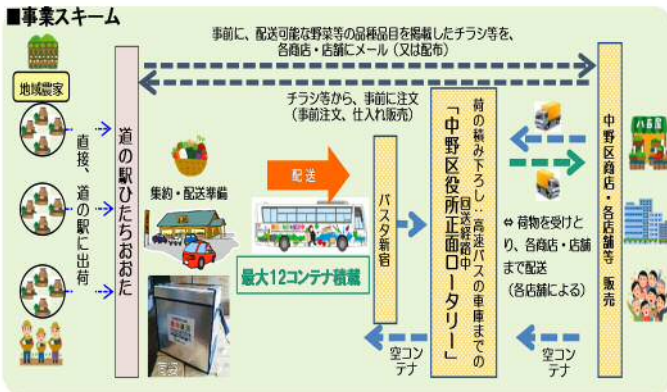 ■事業スキーム
事前に、配送可能な野菜等の品種品目を掲載したチラシ等を、
各商店・店舗にメール（又は配布）
地域農家
チラシ等から、事前に注文
（事前注文、仕入れ販売）
直接、道の駅に出荷
道の駅ひたちおおた
集約・配送準備
配送
最大12コンテナ積載
バスタ新宿
荷の積み下ろし：高速バスの車庫までの
回送経路中
「中野区役所正面ロータリー」
八百屋
⇔ 荷物を受けと
り、各商店・店舗
まで配送
（各店舗による）
中野区商店・各店舗等 販売
空コン
テナ
空コン
テナ